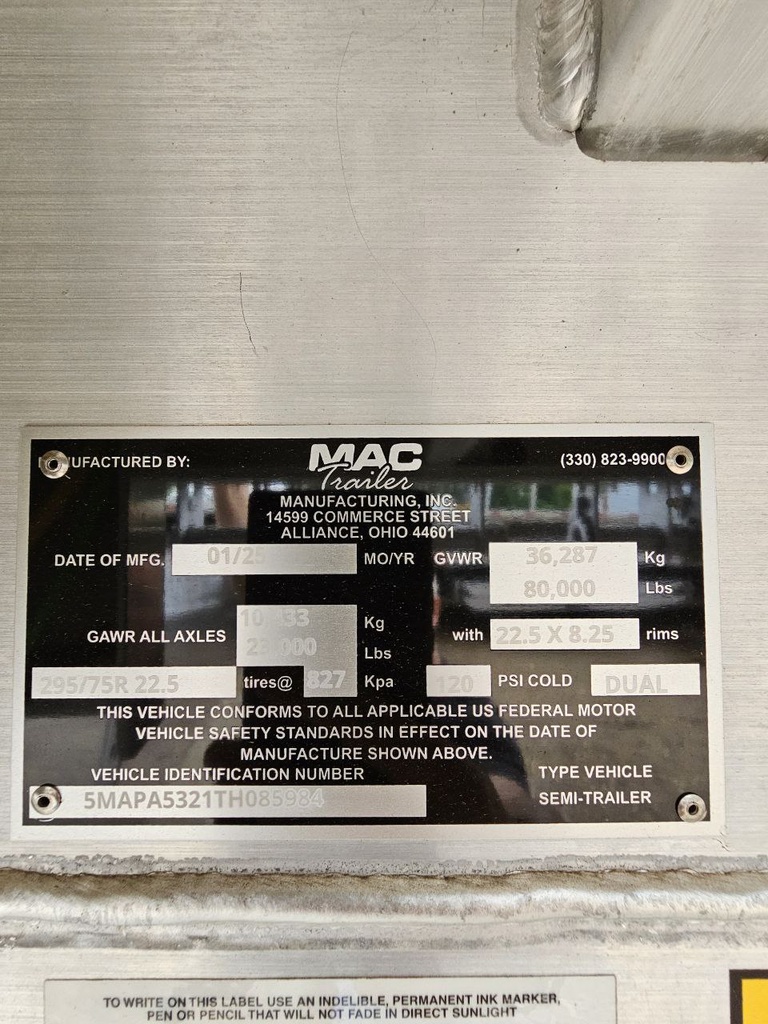 MANUFACTURED BY: MAC (330) 823-9900
Trailer
MANUFACTURING, INC.
14599 COMMERCE STREET
ALLIANCE, OHIO 44601
DATE OF MFG. 01/25 MO/YR GVWR 36,287 Kg
80,000 Lbs
GAWR ALL AXLES Kg
Lbs
with 22.5 X 8.25 rims
295/75R 22.5 tires@ 827 Kpa 120 PSI COLD DUAL
THIS VEHICLE CONFORMS TO ALL APPLICABLE US FEDERAL MOTOR
VEHICLE SAFETY STANDARDS IN EFFECT ON THE DATE OF
MANUFACTURE SHOWN ABOVE.
VEHICLE IDENTIFICATION NUMBER TYPE VEHICLE
5MAPA5321TH085984 SEMI-TRAILER
TO WRITE ON THIS LABEL USE AN INDELIBLE, PERMANENT INK MARKER,
PEN OR PENCIL THAT WILL NOT FADE IN DIRECT SUNLIGHT